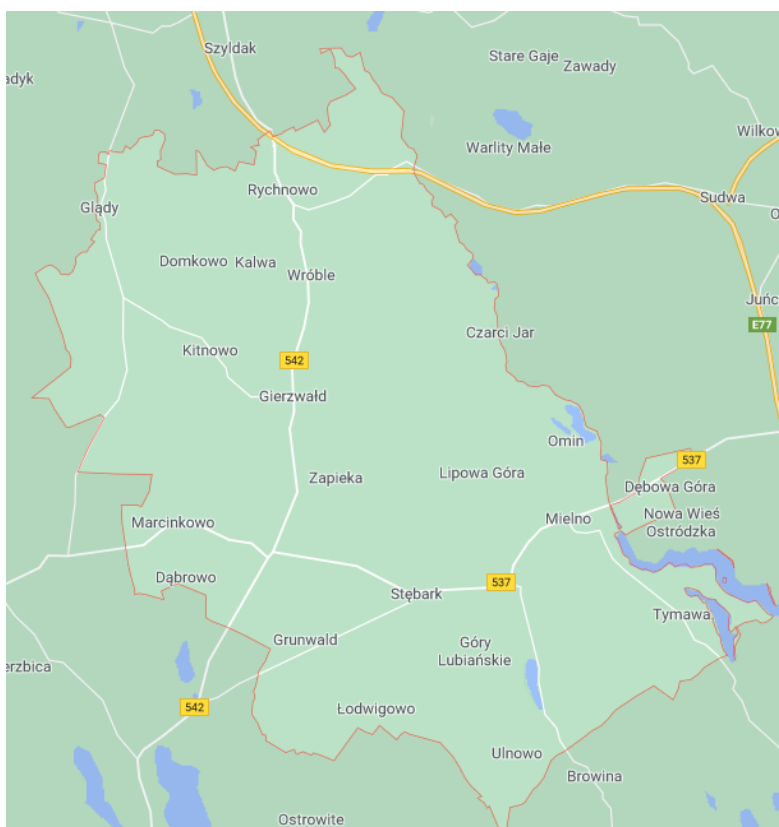 Szyldak
Stare Gaje
Zawady
adyk
Wilkow
Warlity Małe
Rychnowo
Sudwa
Glądy
O
Domkowo
Kalwa
Wróble
Junc
E77
Czarci Jar
Kitnowo
542
Gierzwałd
Omin
537
Zapieka
Lipowa Góra
Dębowa Góra
Marcinkowo
Mielno
Nowa Wieś
Ostródzka
Dąbrowo
537
Stębark
Tymawa
Grunwald
Góry
Lubiańskie
erzbica
542
Łodwigowo
Ulnowo
Browina
Ostrowite